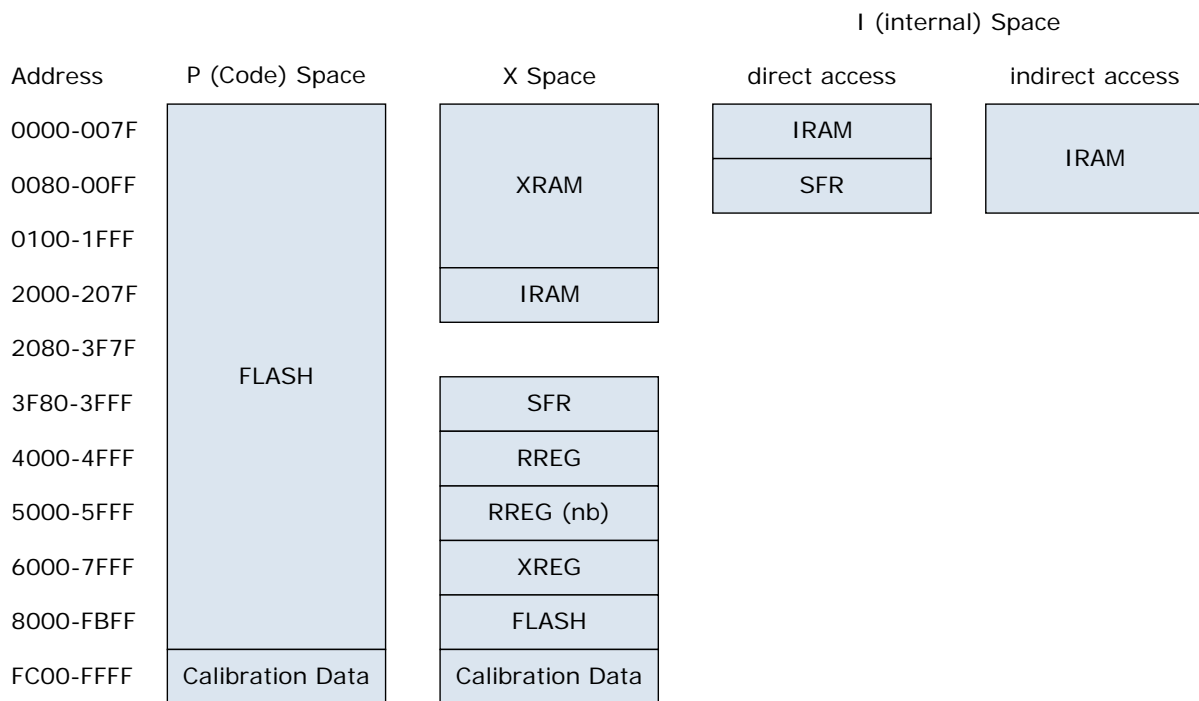 I (internal) Space
Address P (Code) Space X Space direct access indirect access
0000-007F IRAM
IRAM
0080-00FF XRAM SFR
0100-1FFF
2000-207F IRAM
2080-3F7F
FLASH
3F80-3FFF SFR
4000-4FFF RREG
5000-5FFF RREG (nb)
6000-7FFF XREG
8000-FBFF FLASH
FC00-FFFF Calibration Data Calibration Data